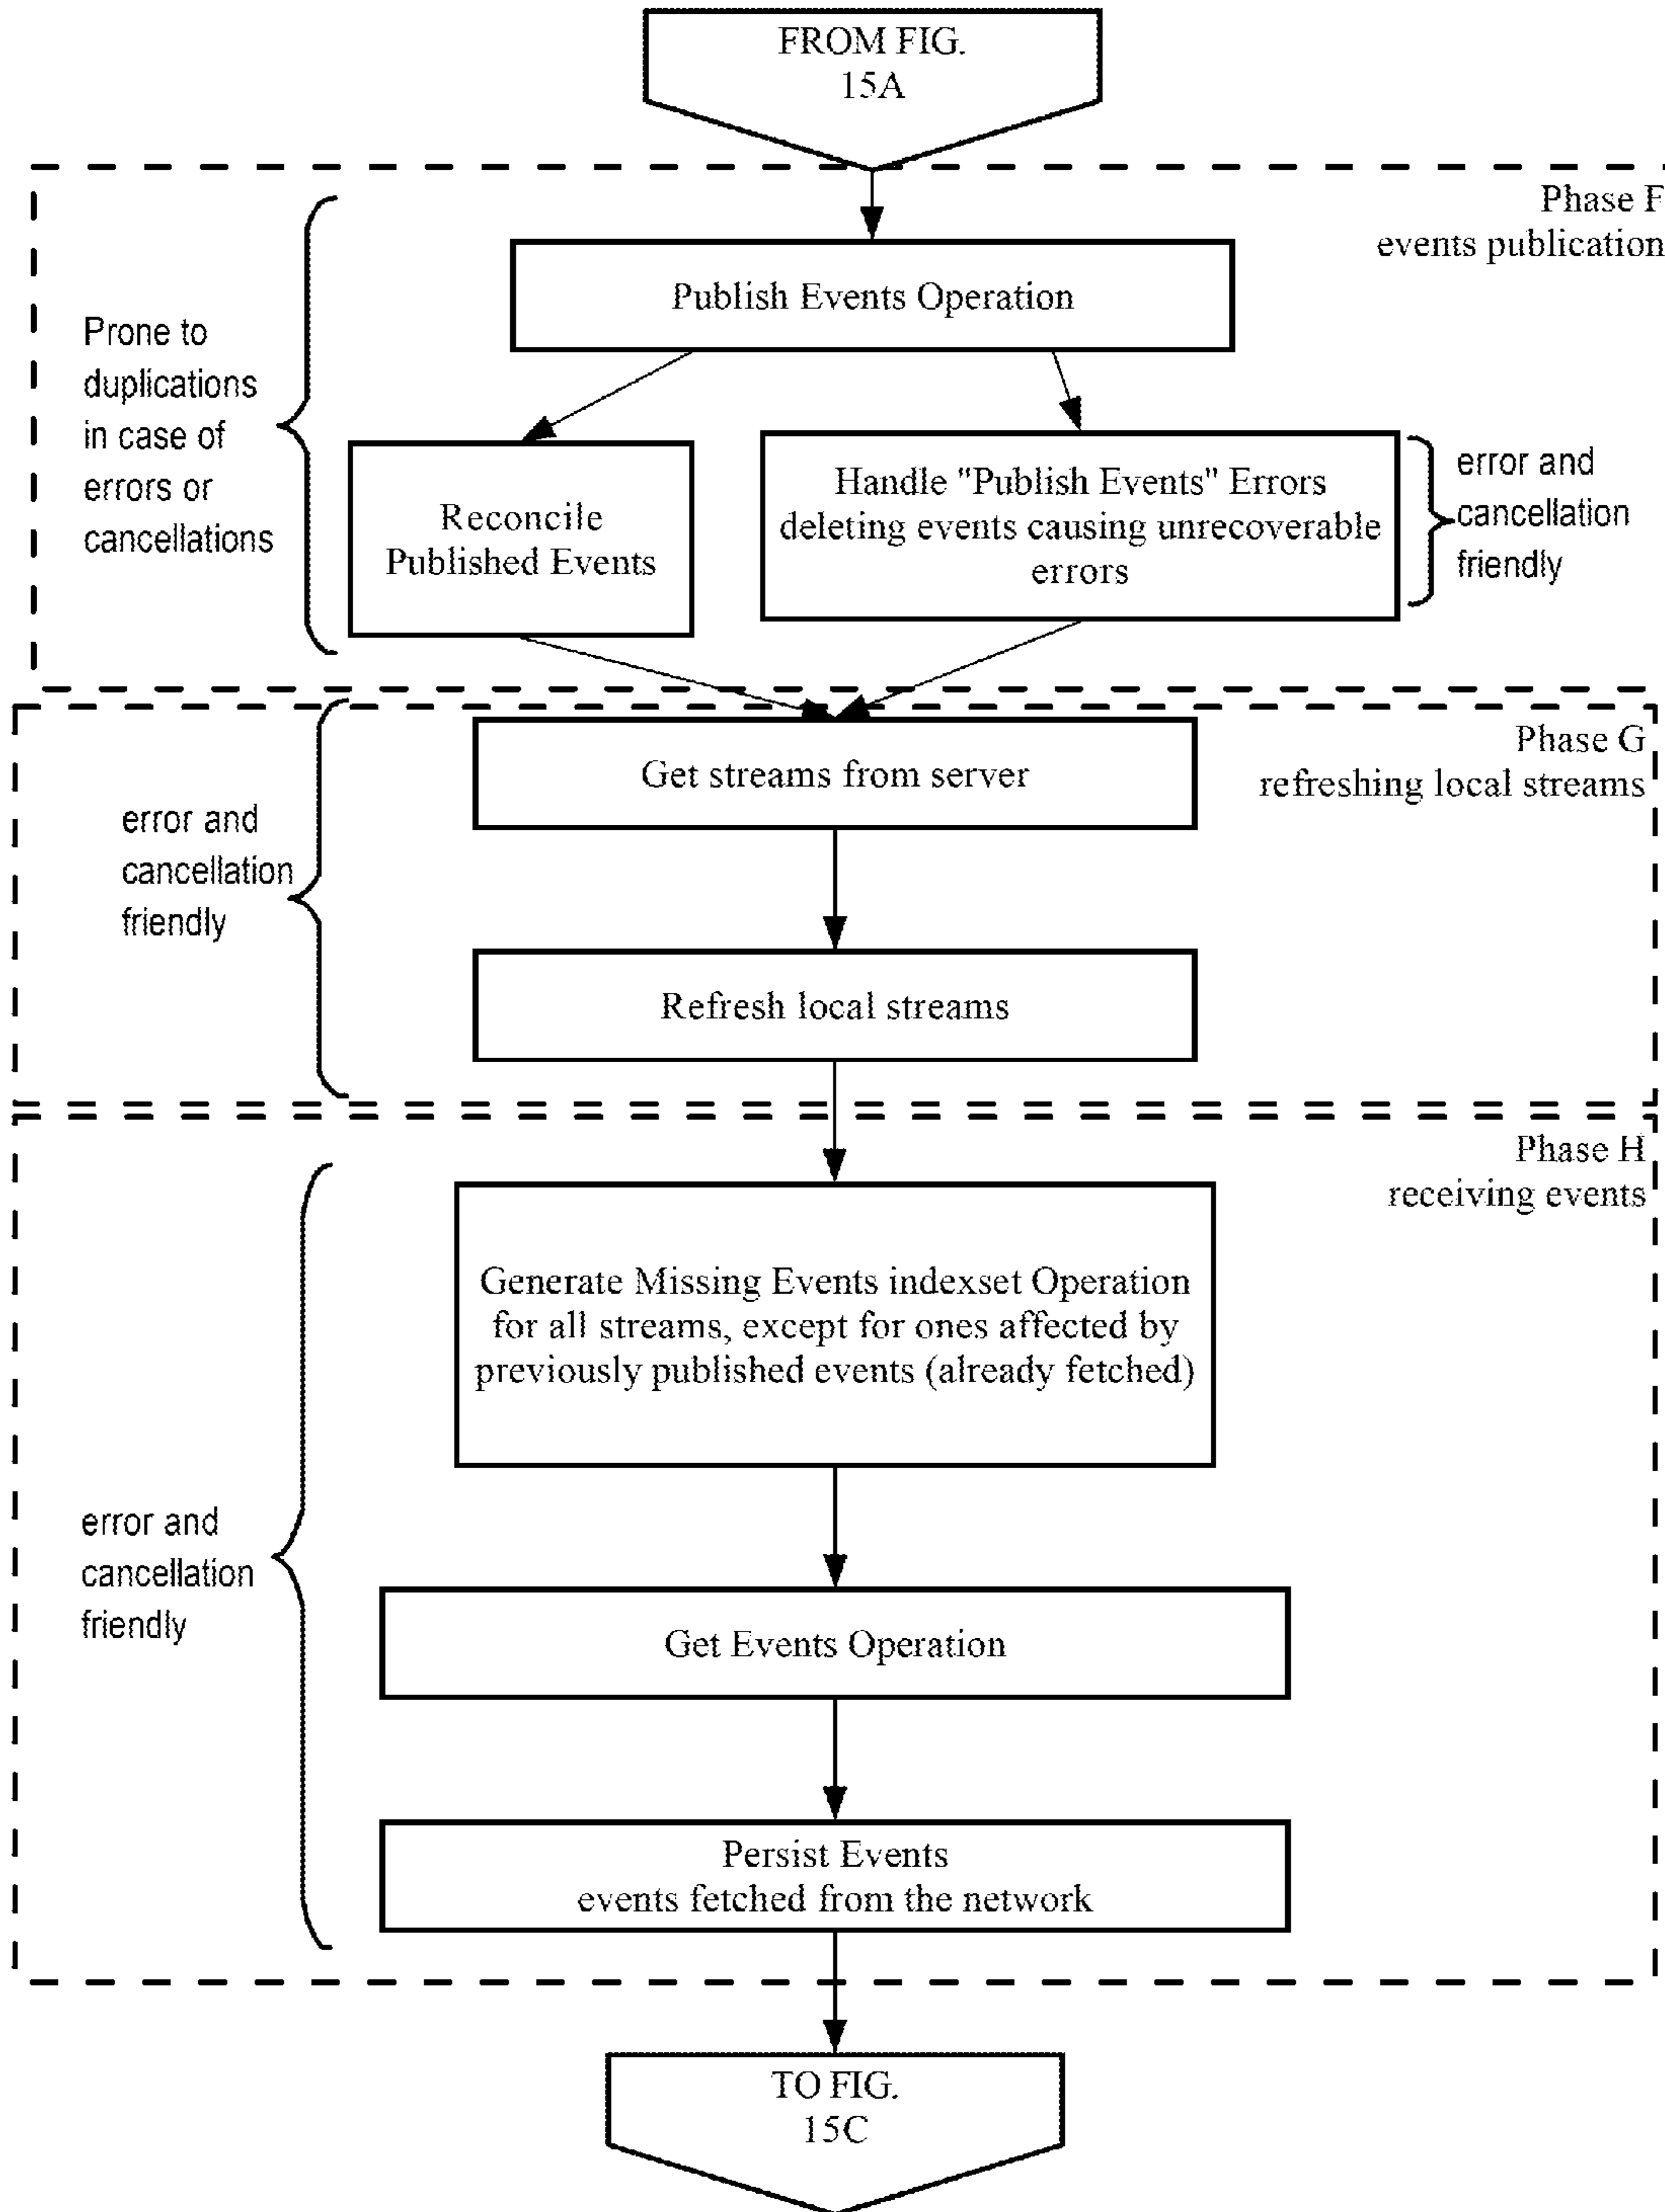 FROM FIG.
15A
Phase F
events publication
Publish Events Operation
Prone to
duplications
in case of
errors or
cancellations
Reconcile
Published Events
Handle "Publish Events" Errors
deleting events causing unrecoverable
errors
error and
cancellation
friendly
Phase G
refreshing local streams
Get streams from server
error and
cancellation
friendly
Refresh local streams
Phase H
receiving events
Generate Missing Events indexset Operation
for all streams, except for ones affected by
previously published events (already fetched)
error and
cancellation
friendly
Get Events Operation
Persist Events
events fetched from the network
TO FIG.
15C